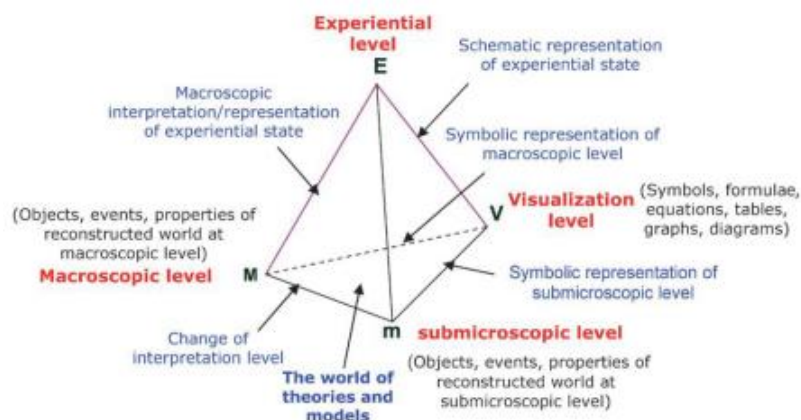 Experiential
level
E
Schematic representation
of experiential state
Macroscopic
interpretation/representation
of experiential state
Symbolic representation of
macroscopic level
(Objects, events, properties of
reconstructed world at
macroscopic level)
Macroscopic level
M
V
Visualization
level
(Symbols, formulae,
equations, tables,
graphs, diagrams)
Symbolic representation of
submicroscopic level
Change of
interpretation level
m
submicroscopic level
The world of
theories and
models
(Objects, events, properties of
reconstructed world at
submicroscopic level)